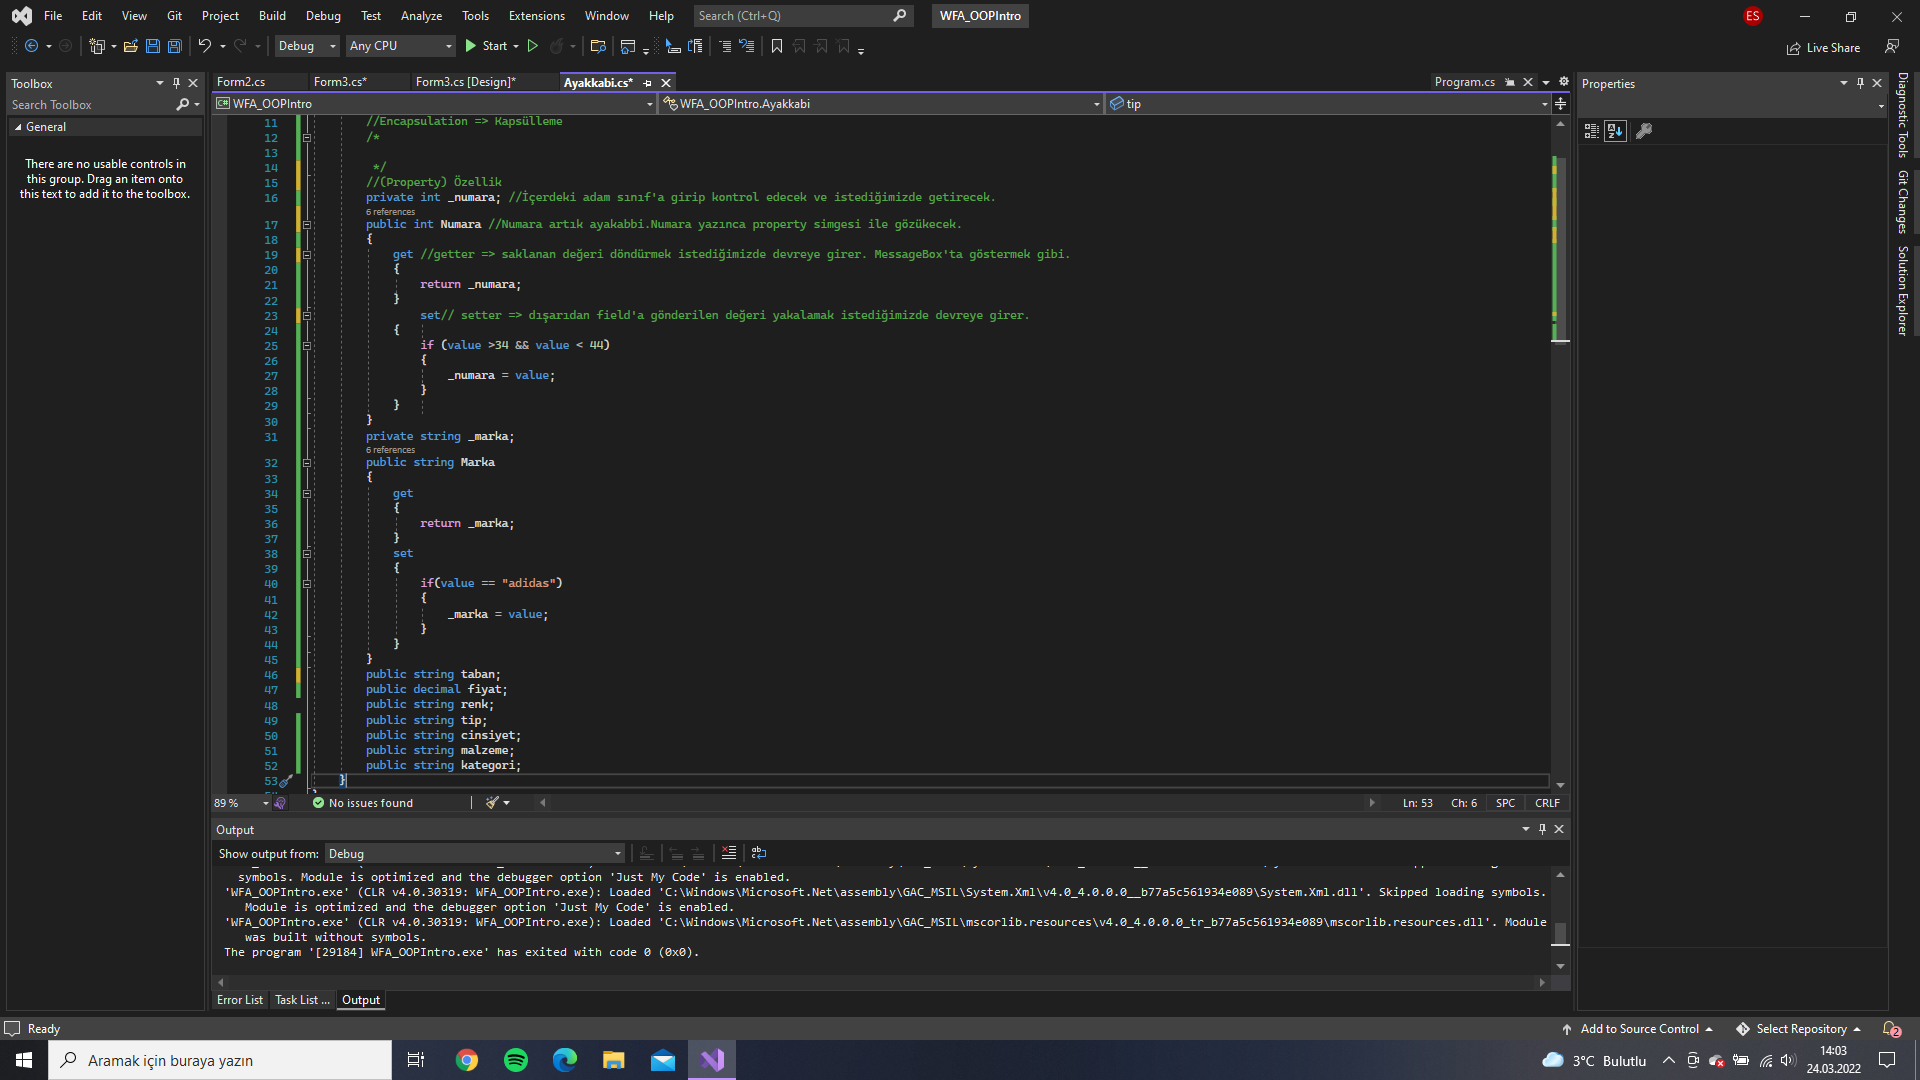 File Edit View Git Project Build Debug Test Analyze Tools Extensions Window Help Search (Ctrl+Q) WFA_OOPIntro ES
Debug Any CPU Start Live Share
Toolbox
Search Toolbox
General
There are no usable controls in
this group. Drag an item onto
this text to add it to the toolbox.
Form2.cs Form3.cs* Form3.cs [Design]* Ayakkabi.cs* Program.cs
C# WFA_OOPIntro WFA_OOPIntro.Ayakkabi tip
11 //Encapsulation => Kapsülleme
12 /*
13
14 */
15 //(Property) Özellik
16 private int _numara; //İçerdeki adam sınıf'a girip kontrol edecek ve istediğimizde getirecek.
6 references
17 public int Numara //Numara artık ayakabbi.Numara yazınca property simgesi ile gözükecek.
18 {
19 get //getter => saklanan değeri döndürmek istediğimizde devreye girer. MessageBox'ta göstermek gibi.
20 {
21 return _numara;
22 }
23 set// setter => dışarıdan field'a gönderilen değeri yakalamak istediğimizde devreye girer.
24 {
25 if (value >34 && value < 44)
26 {
27 _numara = value;
28 }
29 }
30 }
31 private string _marka;
6 references
32 public string Marka
33 {
34 get
35 {
36 return _marka;
37 }
38 set
39 {
40 if(value == "adidas")
41 {
42 _marka = value;
43 }
44 }
45 }
46 public string taban;
47 public decimal fiyat;
48 public string renk;
49 public string tip;
50 public string cinsiyet;
51 public string malzeme;
52 public string kategori;
53 }
89 % No issues found Ln: 53 Ch: 6 SPC CRLF
Output
Show output from: Debug
symbols. Module is optimized and the debugger option 'Just My Code' is enabled.
'WFA_OOPIntro.exe' (CLR v4.0.30319: WFA_OOPIntro.exe): Loaded 'C:\Windows\Microsoft.Net\assembly\GAC_MSIL\System.Xml\v4.0_4.0.0.0__b77a5c561934e089\System.Xml.dll'. Skipped loading symbols.
Module is optimized and the debugger option 'Just My Code' is enabled.
'WFA_OOPIntro.exe' (CLR v4.0.30319: WFA_OOPIntro.exe): Loaded 'C:\Windows\Microsoft.Net\assembly\GAC_MSIL\mscorlib.resources\v4.0_4.0.0.0_tr_b77a5c561934e089\mscorlib.resources.dll'. Module
was built without symbols.
The program '[29184] WFA_OOPIntro.exe' has exited with code 0 (0x0).
Error List Task List ... Output
Properties
Diagnostic Tools
Git Changes
Solution Explorer
Ready Add to Source Control Select Repository 2
Aramak için buraya yazın 3°C Bulutlu 14:03
24.03.2022